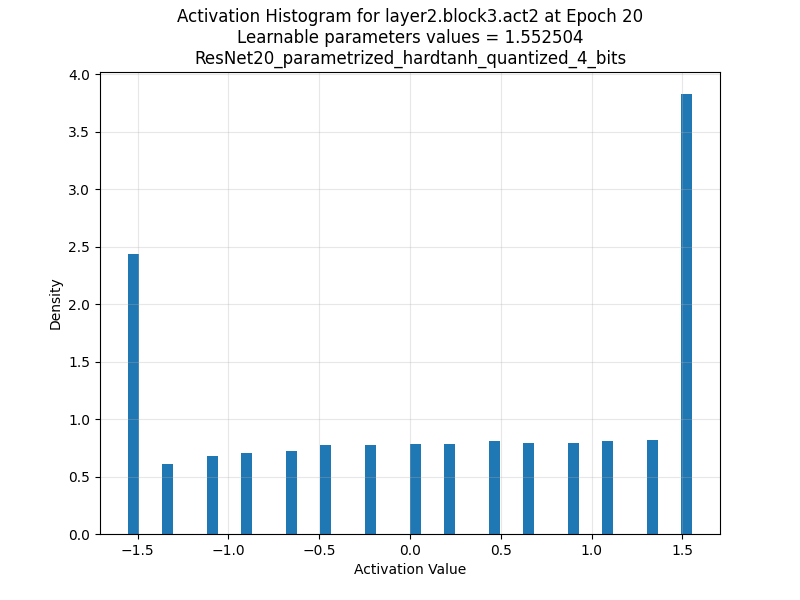 Activation Histogram for layer2.block3.act2 at Epoch 20
Learnable parameters values = 1.552504
ResNet20_parametrized_hardtanh_quantized_4_bits
4.0
3.5
3.0
2.5
2.0
1.5
1.0
0.5
0.0
Density
−1.5 −1.0 −0.5 0.0 0.5 1.0 1.5
Activation Value